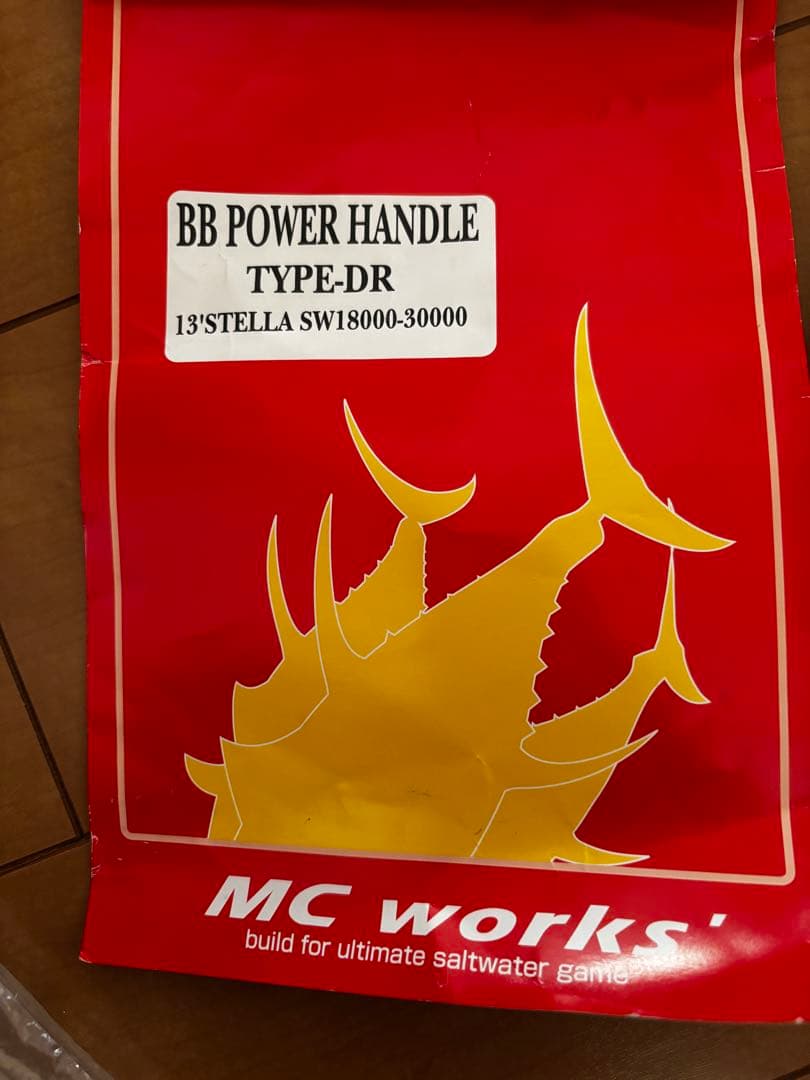 BB POWER HANDLE
TYPE-DR
13'STELLA SW18000-30000
MC works'
build for ultimate saltwater game